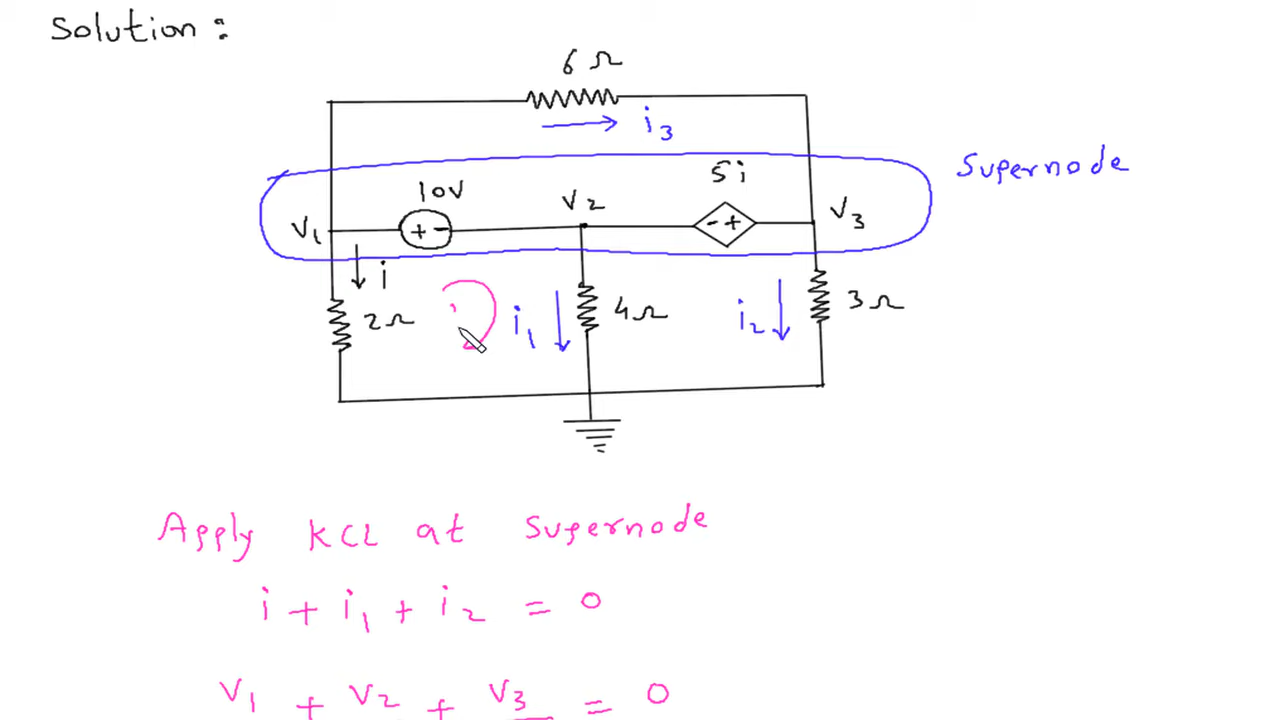 Solution:
6 Ω
i3
Supernode
10V
V2
5i
V1
+ -
- +
V3
i
2Ω
i1
4Ω
i2
3Ω
Apply KCL at Supernode
i + i1 + i2 = 0
V1 + V2 + V3 = 0